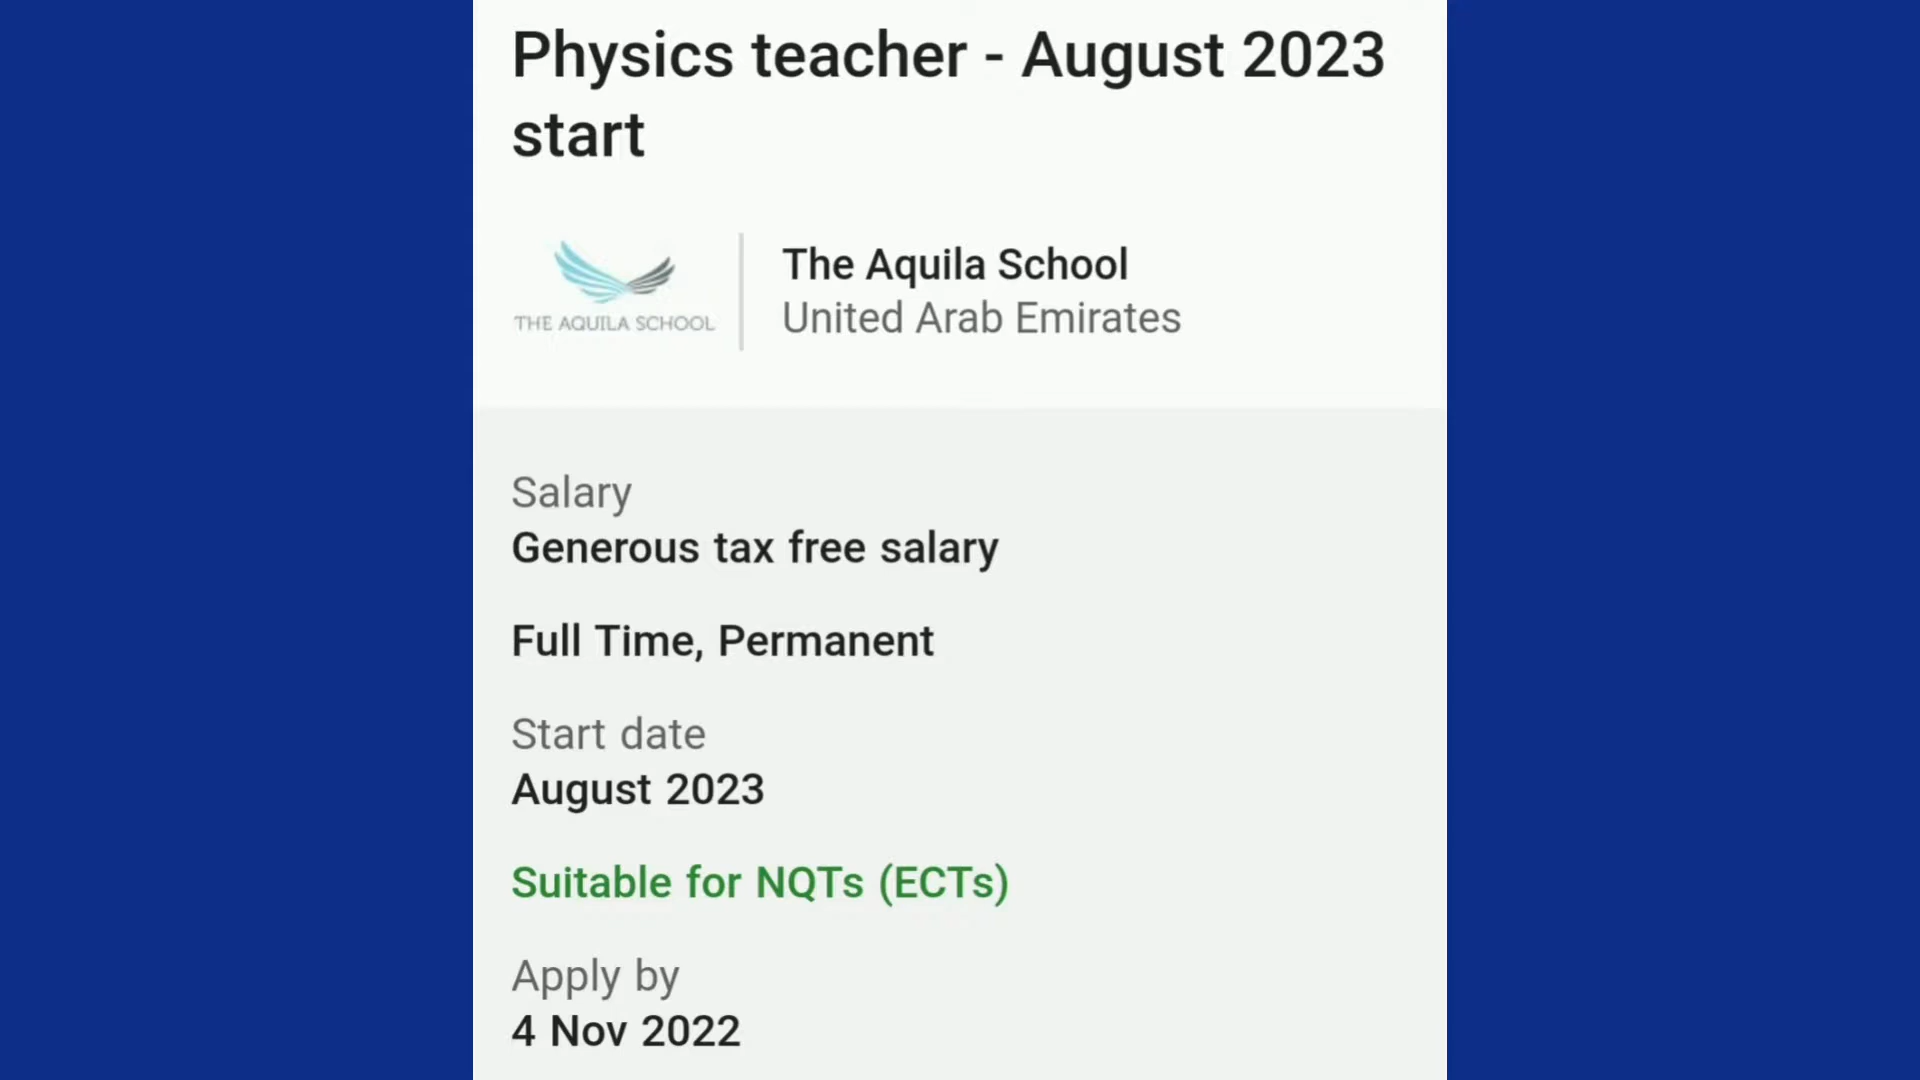 Physics teacher - August 2023
start
THE AQUILA SCHOOL
The Aquila School
United Arab Emirates
Salary
Generous tax free salary
Full Time, Permanent
Start date
August 2023
Suitable for NQTs (ECTs)
Apply by
4 Nov 2022